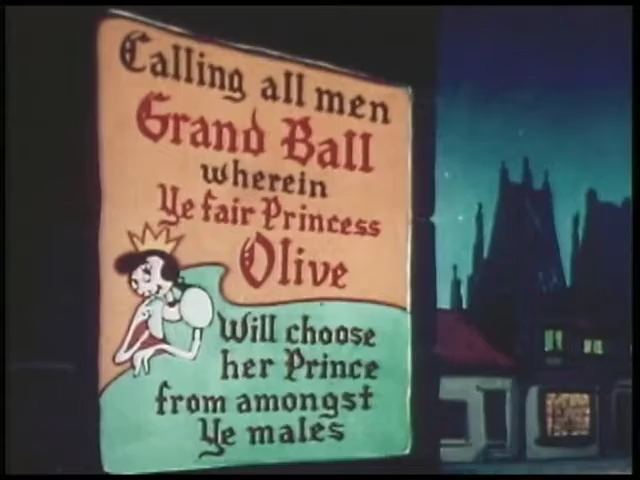 Calling all men
Grand Ball
wherein
Ye fair Princess
Olive
Will choose
her Prince
from amongst
Ye males